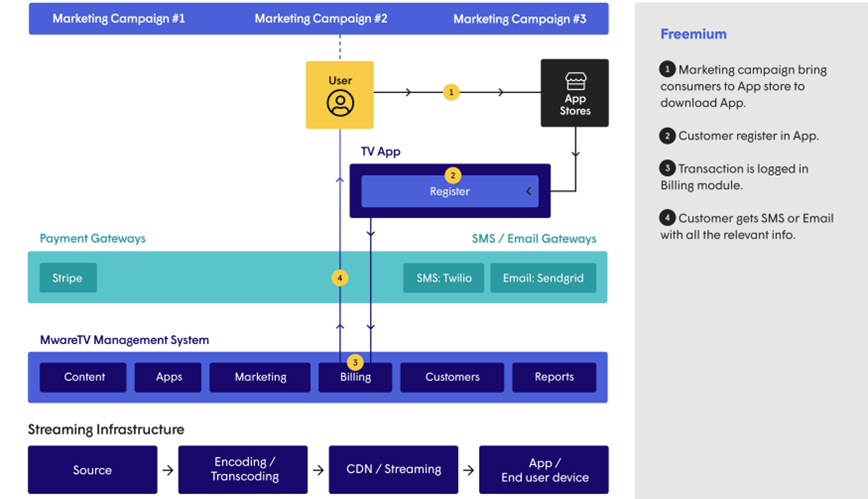 Marketing Campaign #1 Marketing Campaign #2 Marketing Campaign #3
User
1
App
Stores
TV App
2
Register
Payment Gateways
SMS / Email Gateways
Stripe
4
SMS: Twilio
Email: Sendgrid
MwareTV Management System
3
Content
Apps
Marketing
Billing
Customers
Reports
Streaming Infrastructure
Source
Encoding /
Transcoding
CDN / Streaming
App /
End user device
Freemium
1 Marketing campaign bring
consumers to App store to
download App.
2 Customer register in App.
3 Transaction is logged in
Billing module.
4 Customer gets SMS or Email
with all the relevant info.